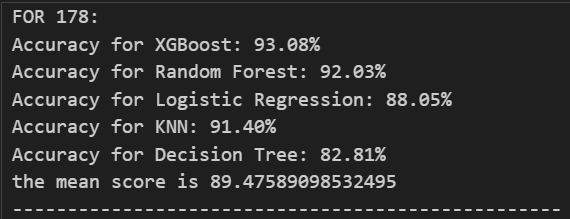 FOR 178:
Accuracy for XGBoost: 93.08%
Accuracy for Random Forest: 92.03%
Accuracy for Logistic Regression: 88.05%
Accuracy for KNN: 91.40%
Accuracy for Decision Tree: 82.81%
the mean score is 89.47589098532495
--------------------------------------------------